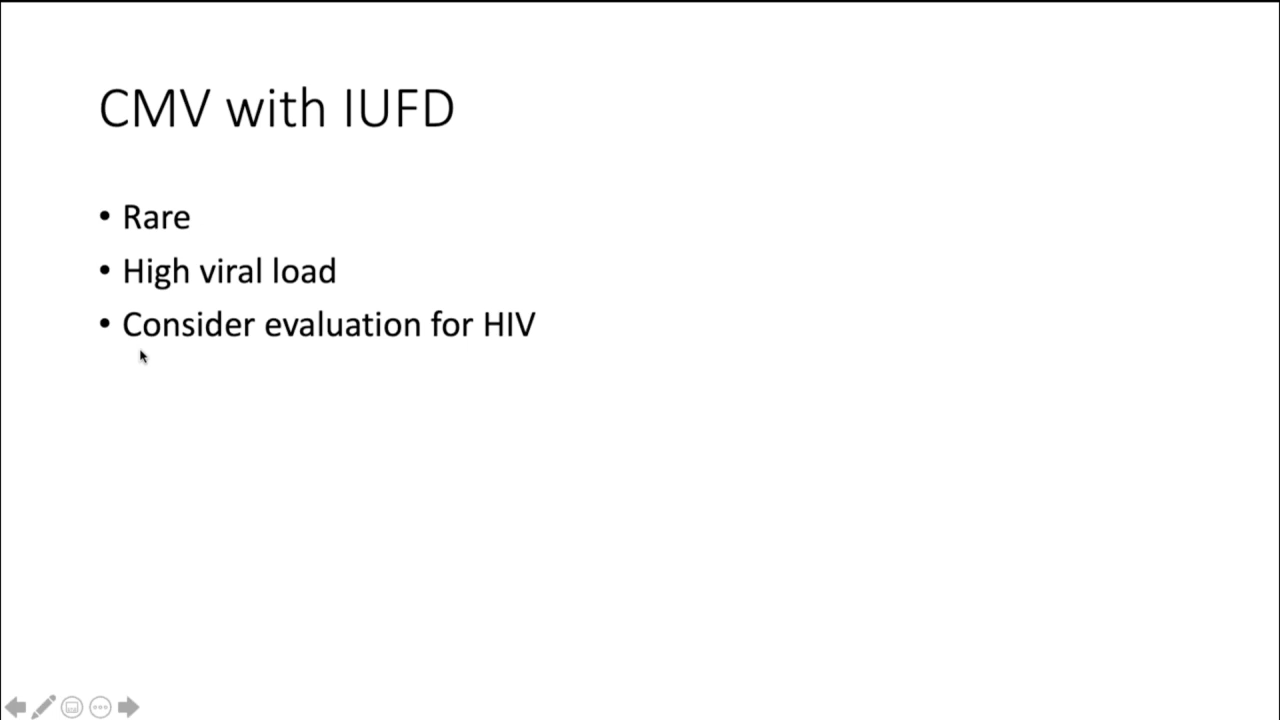 CMV with IUFD
• Rare
• High viral load
• Consider evaluation for HIV